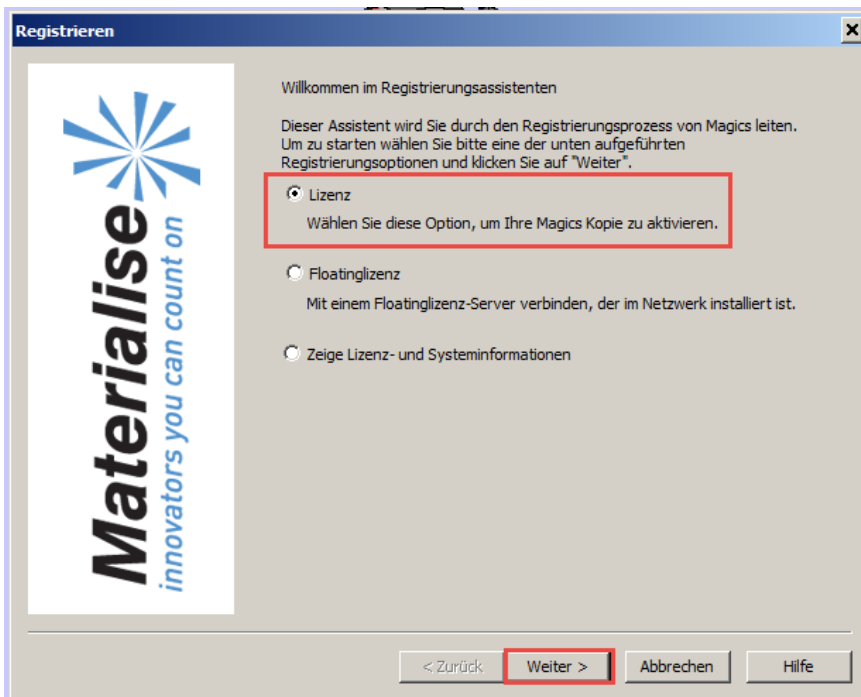 Registrieren
Materialise
innovators you can count on
Willkommen im Registrierungsassistenten
Dieser Assistent wird Sie durch den Registrierungsprozess von Magics leiten.
Um zu starten wählen Sie bitte eine der unten aufgeführten
Registrierungsoptionen und klicken Sie auf "Weiter".
Lizenz
Wählen Sie diese Option, um Ihre Magics Kopie zu aktivieren.
Floatinglizenz
Mit einem Floatinglizenz-Server verbinden, der im Netzwerk installiert ist.
Zeige Lizenz- und Systeminformationen
< Zurück Weiter > Abbrechen Hilfe